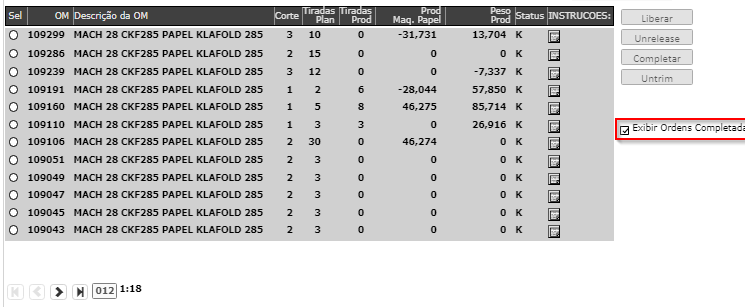 Sel OM Descrição da OM Corte Tiradas Plan Tiradas Prod Prod Maq. Papel Peso Prod Status INSTRUCOES:
109299 MACH 28 CKF285 PAPEL KLAFOLD 285 3 10 0 -31,731 13,704 K
109286 MACH 28 CKF285 PAPEL KLAFOLD 285 2 15 0 0 0 K
109239 MACH 28 CKF285 PAPEL KLAFOLD 285 3 12 0 0 -7,337 K
109191 MACH 28 CKF285 PAPEL KLAFOLD 285 1 2 6 -28,044 57,850 K
109160 MACH 28 CKF285 PAPEL KLAFOLD 285 1 5 8 46,275 85,714 K
109110 MACH 28 CKF285 PAPEL KLAFOLD 285 1 3 3 0 26,916 K
109106 MACH 28 CKF285 PAPEL KLAFOLD 285 2 30 0 46,274 0 K
109051 MACH 28 CKF285 PAPEL KLAFOLD 285 2 3 0 0 0 K
109049 MACH 28 CKF285 PAPEL KLAFOLD 285 2 3 0 0 0 K
109047 MACH 28 CKF285 PAPEL KLAFOLD 285 2 3 0 0 0 K
109045 MACH 28 CKF285 PAPEL KLAFOLD 285 2 3 0 0 0 K
109043 MACH 28 CKF285 PAPEL KLAFOLD 285 2 3 0 0 0 K
012 1:18
Liberar
Unrelease
Completar
Untrim
Exibir Ordens Completada